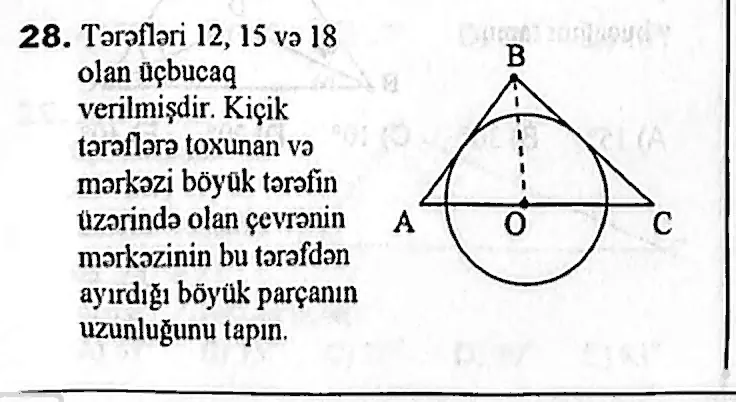 28. Tərəfləri 12, 15 və 18
olan üçbucaq
verilmişdir. Kiçik
tərəflərə toxunan və
mərkəzi böyük tərəfin
üzərində olan çevrənin
mərkəzinin bu tərəfdən
ayırdığı böyük parçanın
uzunluğunu tapın.
B
A
O
C